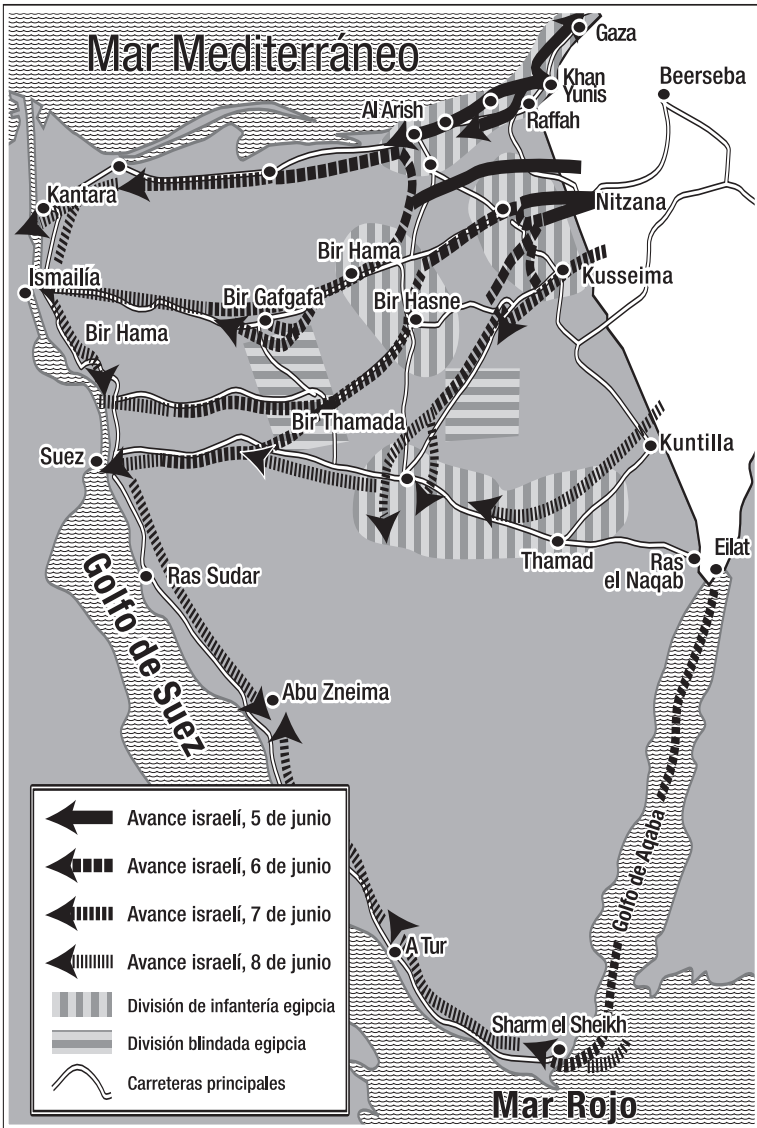 Mar Mediterráneo
Gaza
Khan
Yunis
Beerseba
Al Arish
Raffah
Kantara
Nitzana
Bir Hama
Kusseima
Ismailía
Bir Gafgafa
Bir Hasne
Bir Hama
Bir Thamada
Suez
Kuntilla
Thamad
Ras
el Naqab
Eilat
Ras Sudar
Golfo de Suez
Abu Zneima
Golfo de Aqaba
A Tur
Sharm el Sheikh
Mar Rojo
Avance israelí, 5 de junio
Avance israelí, 6 de junio
Avance israelí, 7 de junio
Avance israelí, 8 de junio
División de infantería egipcia
División blindada egipcia
Carreteras principales